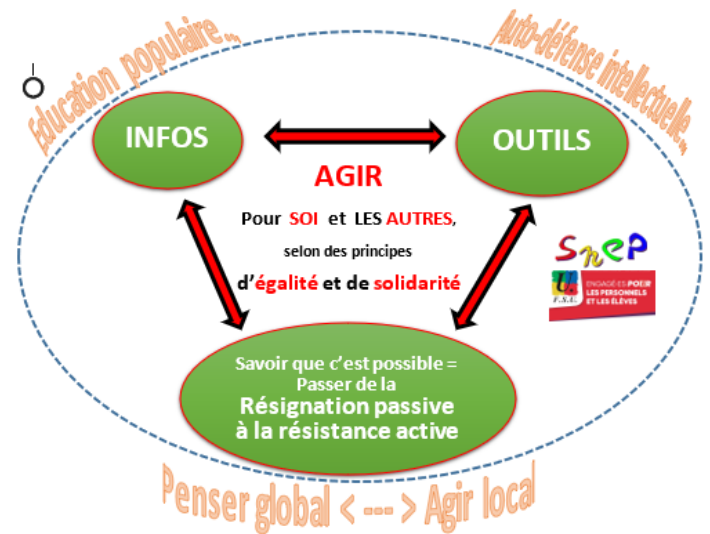 Education populaire...
Auto-défense intellectuelle...
INFOS
OUTILS
AGIR
Pour SOI et LES AUTRES,
selon des principes
d'égalité et de solidarité
SnEP
F.S.U.
ENGAGÉ·ES POUR
LES PERSONNELS
ET LES ÉLÈVES
Savoir que c'est possible =
Passer de la
Résignation passive
à la résistance active
Penser global < --- > Agir local